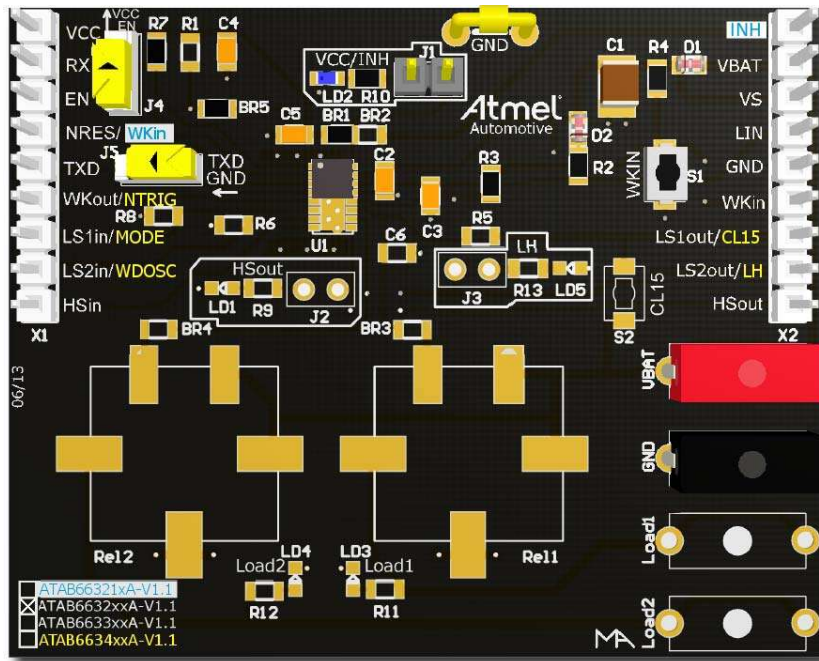 VCC
EN
VCC
R7
R1
C4
RX
EN
J4
BR5
NRES/ WKin
J5
TXD
TXD
GND
WKout/NTRIG
R8
R6
LS1in/MODE
LS2in/WDOSC
HSin
X1
VCC/INH
J1
LD2
R10
GND
C5
BR1
BR2
Atmel
Automotive
C2
C3
R3
U1
C6
R5
C1
R4
D1
D2
R2
WKIN
S1
INH
VBAT
VS
LIN
GND
WKin
LS1out/CL15
LS2out/LH
HSout
X2
HSout
LD1
R9
J2
LH
J3
R13
LD5
CL15
S2
BR4
BR3
06/13
VBAT
GND
Load1
Load2
Rel2
Rel1
LD4
LD3
Load2
Load1
R12
R11
ATAB66321xA-V1.1
ATAB6632xxA-V1.1
ATAB6633xxA-V1.1
ATAB6634xxA-V1.1
MA